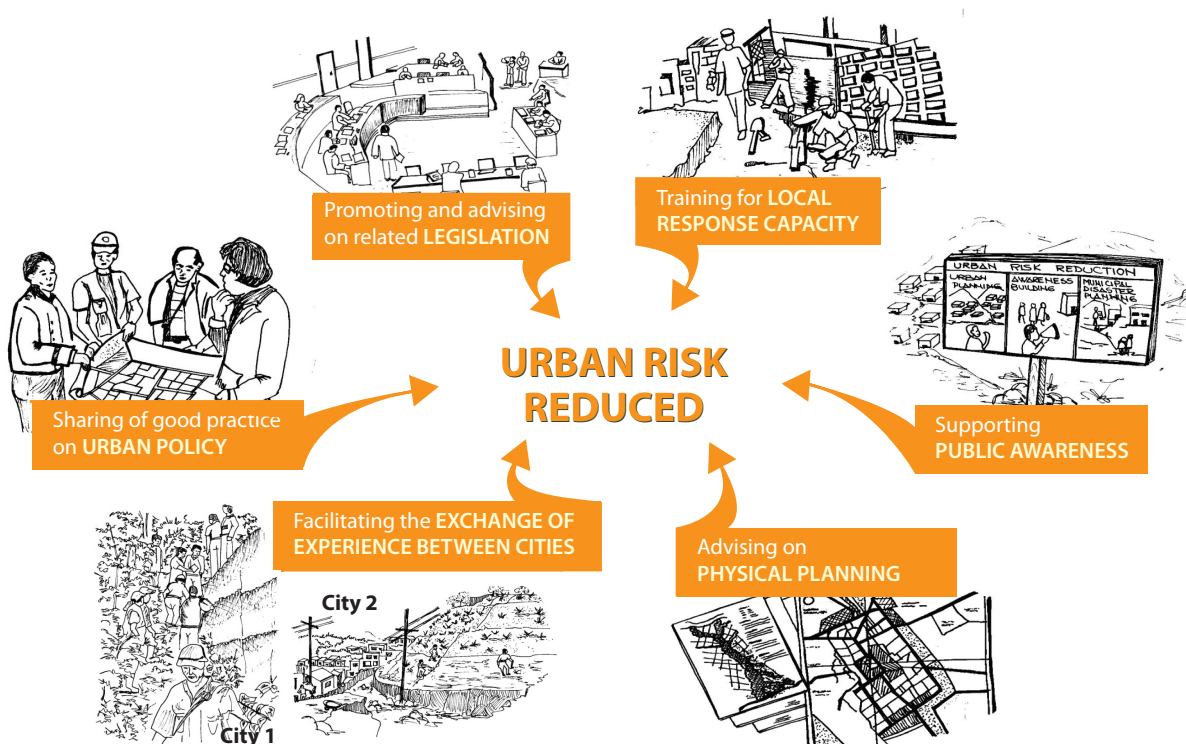 Promoting and advising
on related LEGISLATION
Training for LOCAL
RESPONSE CAPACITY
URBAN RISK REDUCTION
URBAN
PLANNING
AWARENESS
BUILDING
MUNICIPAL
DISASTER
PLANNING
URBAN RISK
REDUCED
Sharing of good practice
on URBAN POLICY
Supporting
PUBLIC AWARENESS
Facilitating the EXCHANGE OF
EXPERIENCE BETWEEN CITIES
Advising on
PHYSICAL PLANNING
City 2
City 1